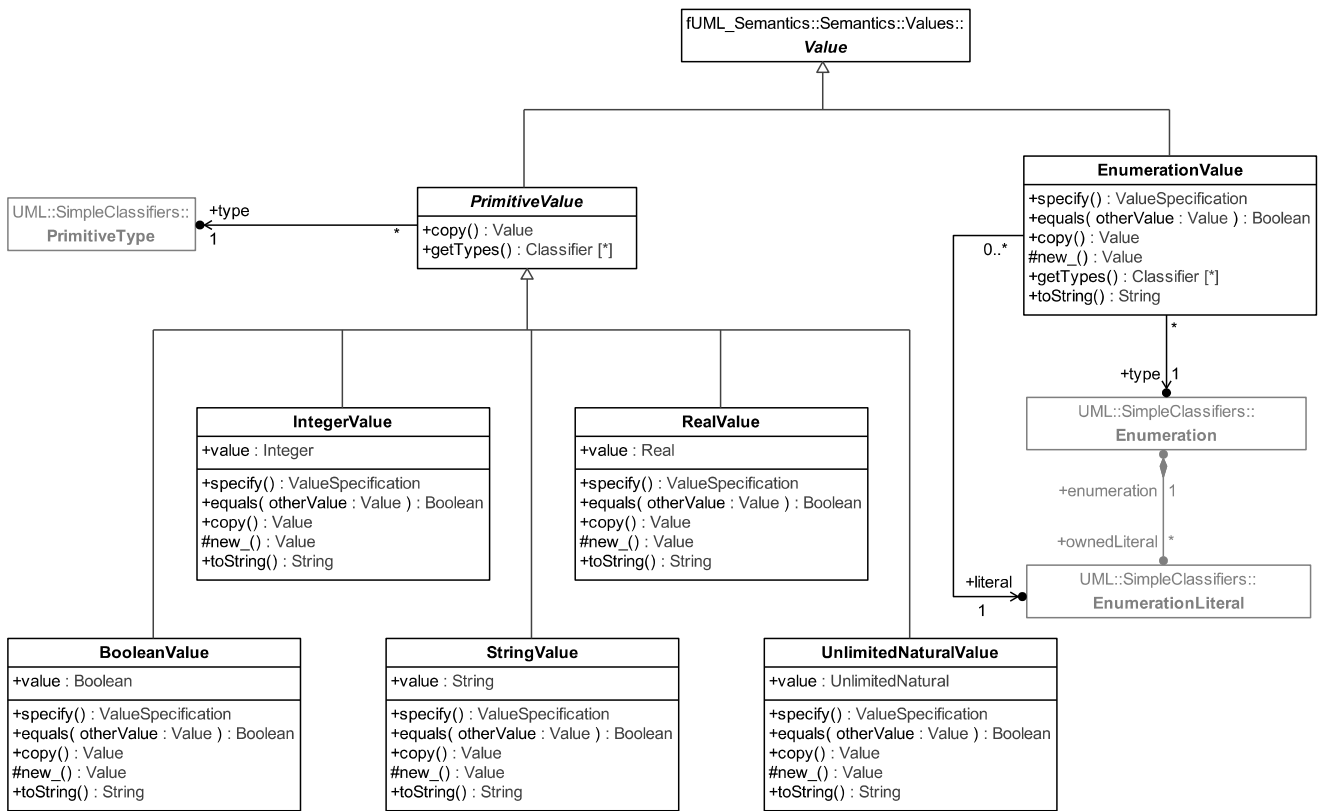 fUML_Semantics::Semantics::Values::
Value
PrimitiveValue
+copy() : Value
+getTypes() : Classifier [*]
UML::SimpleClassifiers::
PrimitiveType
+type
1
*
EnumerationValue
+specify() : ValueSpecification
+equals( otherValue : Value ) : Boolean
+copy() : Value
#new_() : Value
+getTypes() : Classifier [*]
+toString() : String
0..*
*
+type 1
UML::SimpleClassifiers::
Enumeration
+enumeration 1
+ownedLiteral *
+literal
1
UML::SimpleClassifiers::
EnumerationLiteral
IntegerValue
+value : Integer
+specify() : ValueSpecification
+equals( otherValue : Value ) : Boolean
+copy() : Value
#new_() : Value
+toString() : String
RealValue
+value : Real
+specify() : ValueSpecification
+equals( otherValue : Value ) : Boolean
+copy() : Value
#new_() : Value
+toString() : String
BooleanValue
+value : Boolean
+specify() : ValueSpecification
+equals( otherValue : Value ) : Boolean
+copy() : Value
#new_() : Value
+toString() : String
StringValue
+value : String
+specify() : ValueSpecification
+equals( otherValue : Value ) : Boolean
+copy() : Value
#new_() : Value
+toString() : String
UnlimitedNaturalValue
+value : UnlimitedNatural
+specify() : ValueSpecification
+equals( otherValue : Value ) : Boolean
+copy() : Value
#new_() : Value
+toString() : String